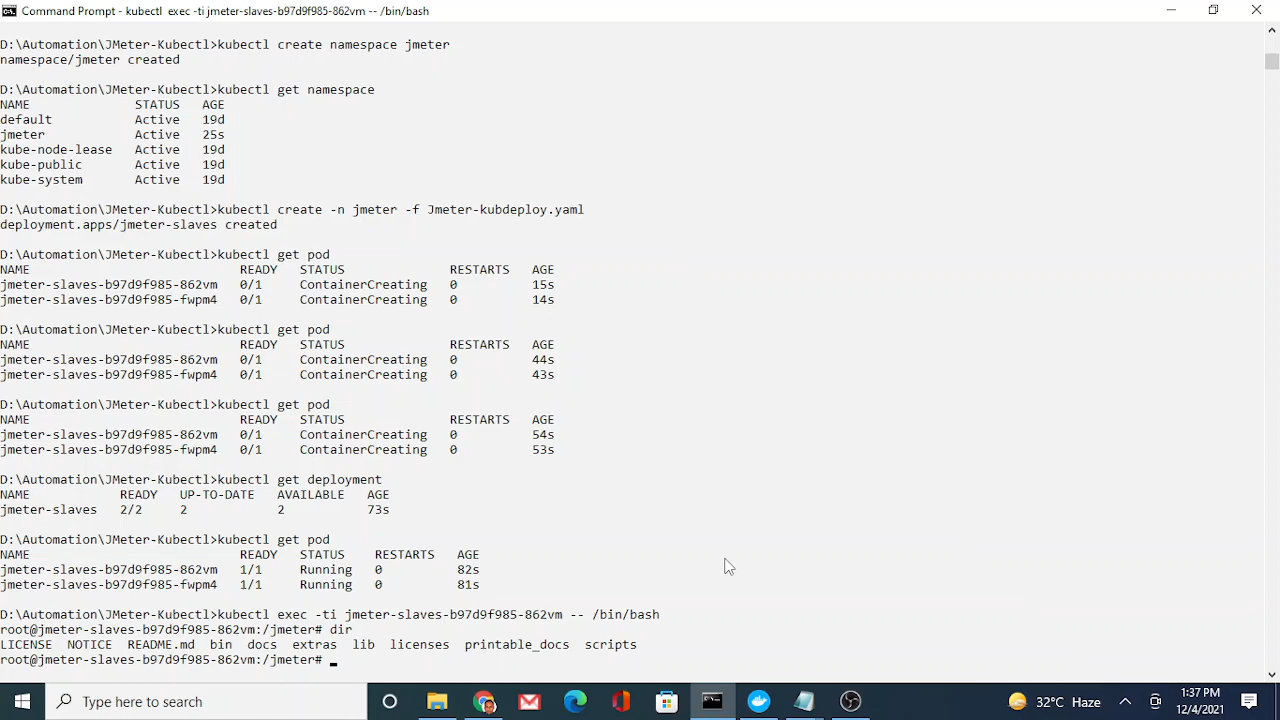 Command Prompt - kubectl exec -ti jmeter-slaves-b97d9f985-862vm -- /bin/bash
D:\Automation\JMeter-Kubectl>kubectl create namespace jmeter
namespace/jmeter created
D:\Automation\JMeter-Kubectl>kubectl get namespace
NAME STATUS AGE
default Active 19d
jmeter Active 25s
kube-node-lease Active 19d
kube-public Active 19d
kube-system Active 19d
D:\Automation\JMeter-Kubectl>kubectl create -n jmeter -f Jmeter-kubdeploy.yaml
deployment.apps/jmeter-slaves created
D:\Automation\JMeter-Kubectl>kubectl get pod
NAME READY STATUS RESTARTS AGE
jmeter-slaves-b97d9f985-862vm 0/1 ContainerCreating 0 15s
jmeter-slaves-b97d9f985-fwpm4 0/1 ContainerCreating 0 14s
D:\Automation\JMeter-Kubectl>kubectl get pod
NAME READY STATUS RESTARTS AGE
jmeter-slaves-b97d9f985-862vm 0/1 ContainerCreating 0 44s
jmeter-slaves-b97d9f985-fwpm4 0/1 ContainerCreating 0 43s
D:\Automation\JMeter-Kubectl>kubectl get pod
NAME READY STATUS RESTARTS AGE
jmeter-slaves-b97d9f985-862vm 0/1 ContainerCreating 0 54s
jmeter-slaves-b97d9f985-fwpm4 0/1 ContainerCreating 0 53s
D:\Automation\JMeter-Kubectl>kubectl get deployment
NAME READY UP-TO-DATE AVAILABLE AGE
jmeter-slaves 2/2 2 2 73s
D:\Automation\JMeter-Kubectl>kubectl get pod
NAME READY STATUS RESTARTS AGE
jmeter-slaves-b97d9f985-862vm 1/1 Running 0 82s
jmeter-slaves-b97d9f985-fwpm4 1/1 Running 0 81s
D:\Automation\JMeter-Kubectl>kubectl exec -ti jmeter-slaves-b97d9f985-862vm -- /bin/bash
root@jmeter-slaves-b97d9f985-862vm:/jmeter# dir
LICENSE NOTICE README.md bin docs extras lib licenses printable_docs scripts
root@jmeter-slaves-b97d9f985-862vm:/jmeter# _
Type here to search
32°C Haze
1:37 PM
12/4/2021